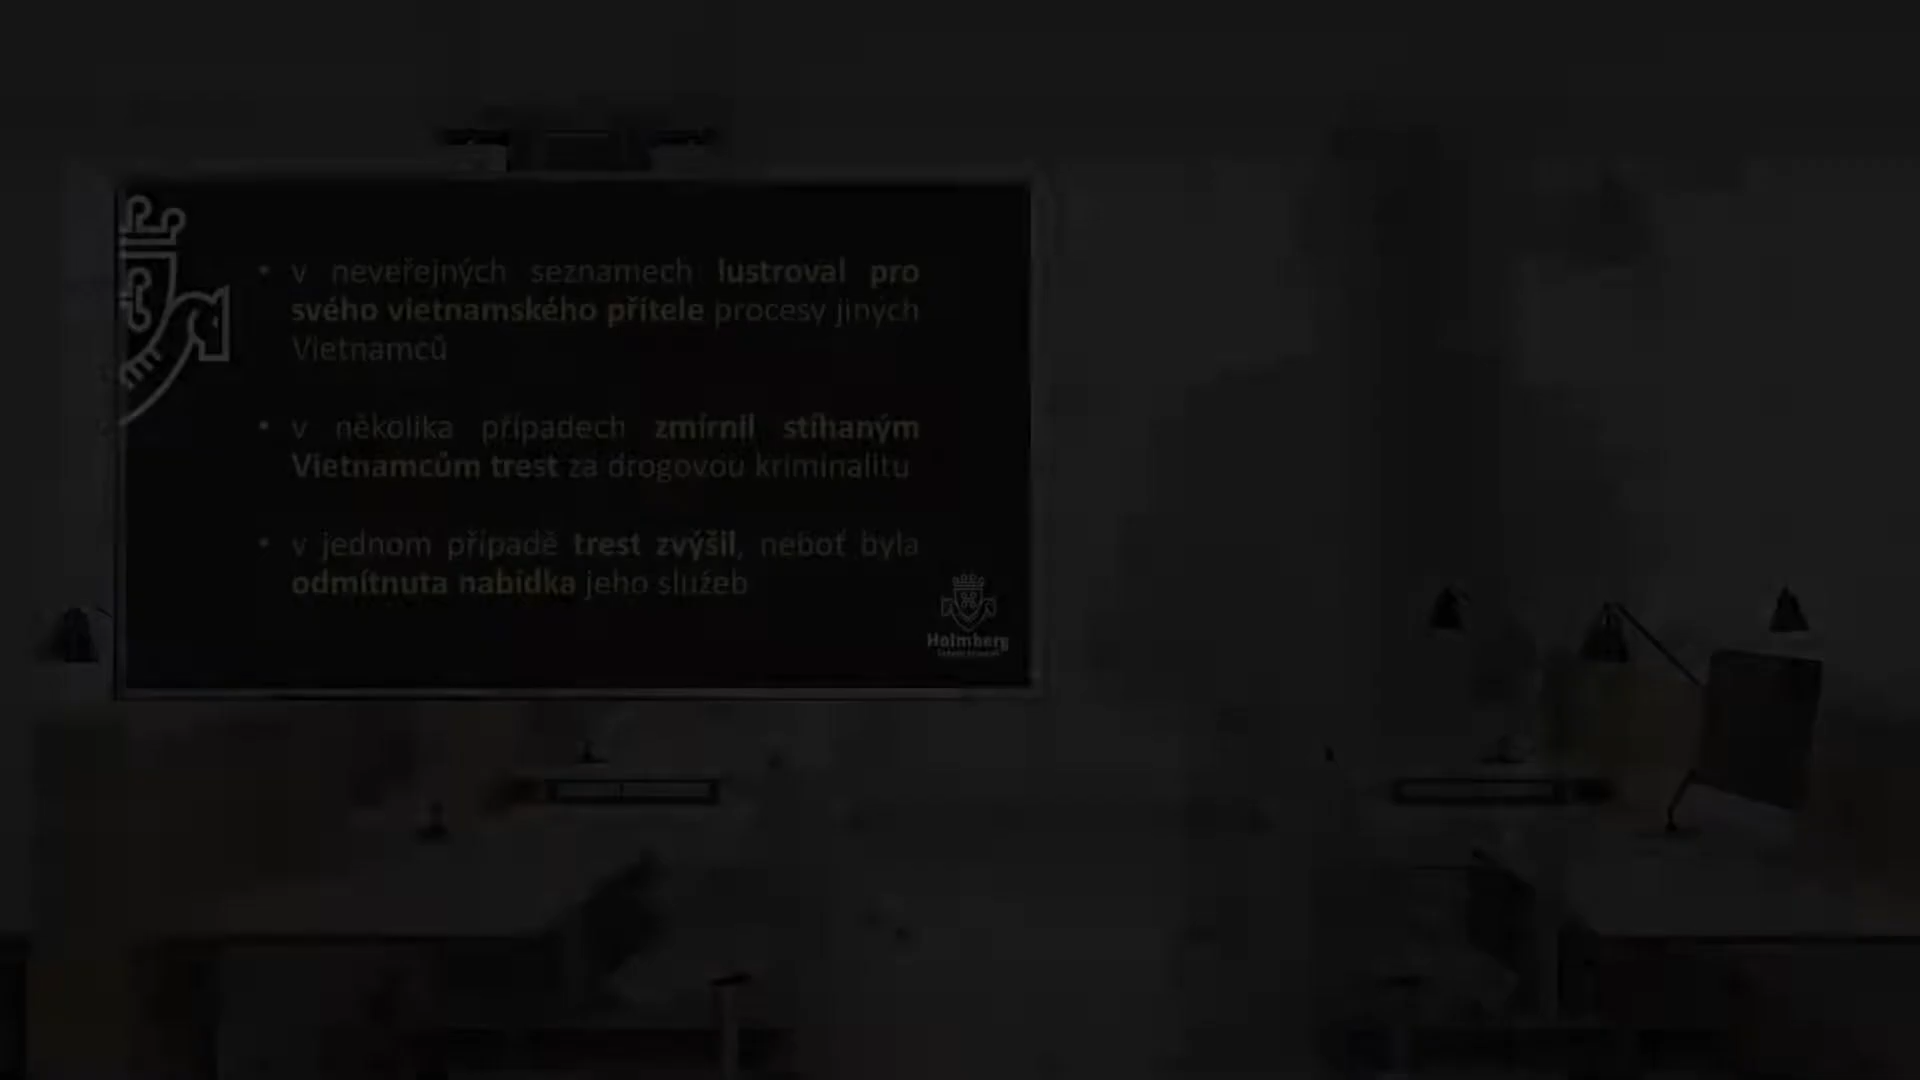 • v neveřejných seznamech lustroval pro
svého vietnamského přítele procesy jiných
Vietnamců
• v několika případech zmírnil stíhaným
Vietnamcům trest za drogovou kriminalitu
• v jednom případě trest zvýšil, neboť byla
odmítnuta nabídka jeho služeb
Holmberg